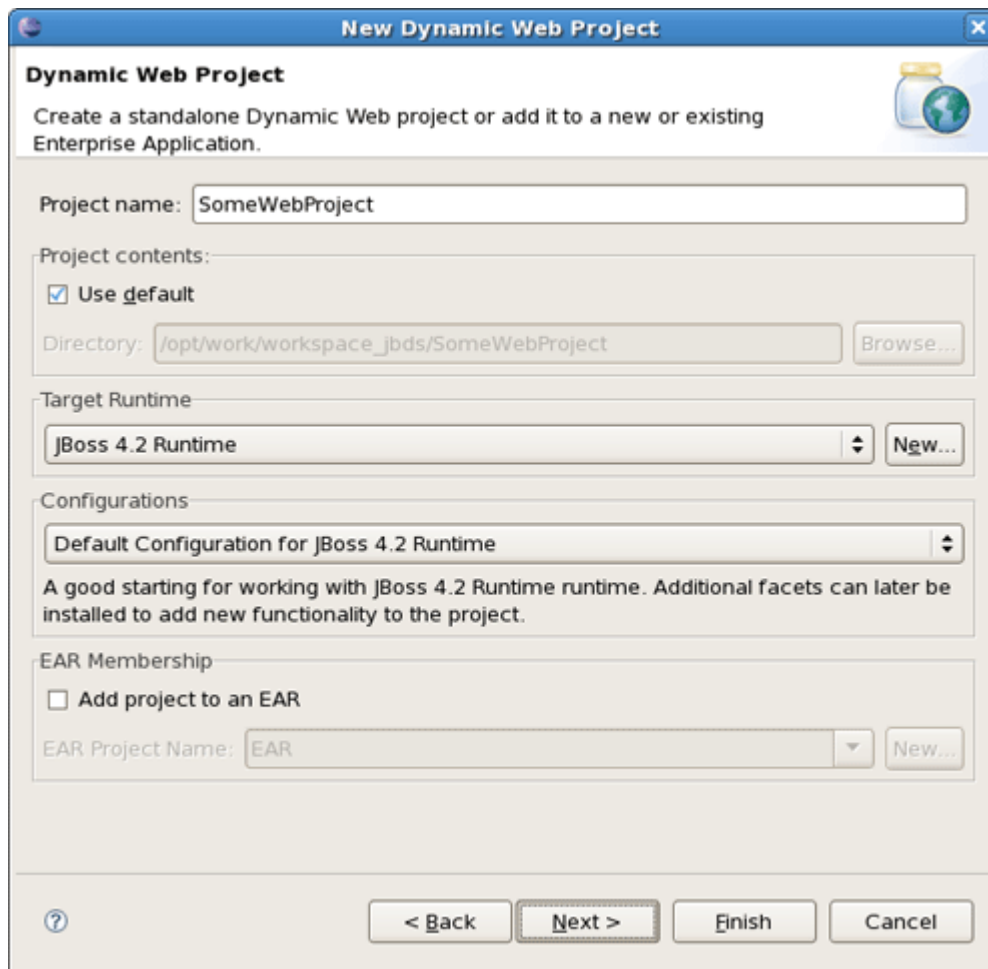 New Dynamic Web Project
Dynamic Web Project
Create a standalone Dynamic Web project or add it to a new or existing
Enterprise Application.
Project name: SomeWebProject
Project contents:
Use default
Directory: /opt/work/workspace_jbds/SomeWebProject Browse...
Target Runtime
JBoss 4.2 Runtime New...
Configurations
Default Configuration for JBoss 4.2 Runtime
A good starting for working with JBoss 4.2 Runtime runtime. Additional facets can later be
installed to add new functionality to the project.
EAR Membership
Add project to an EAR
EAR Project Name: EAR New...
? < Back Next > Finish Cancel